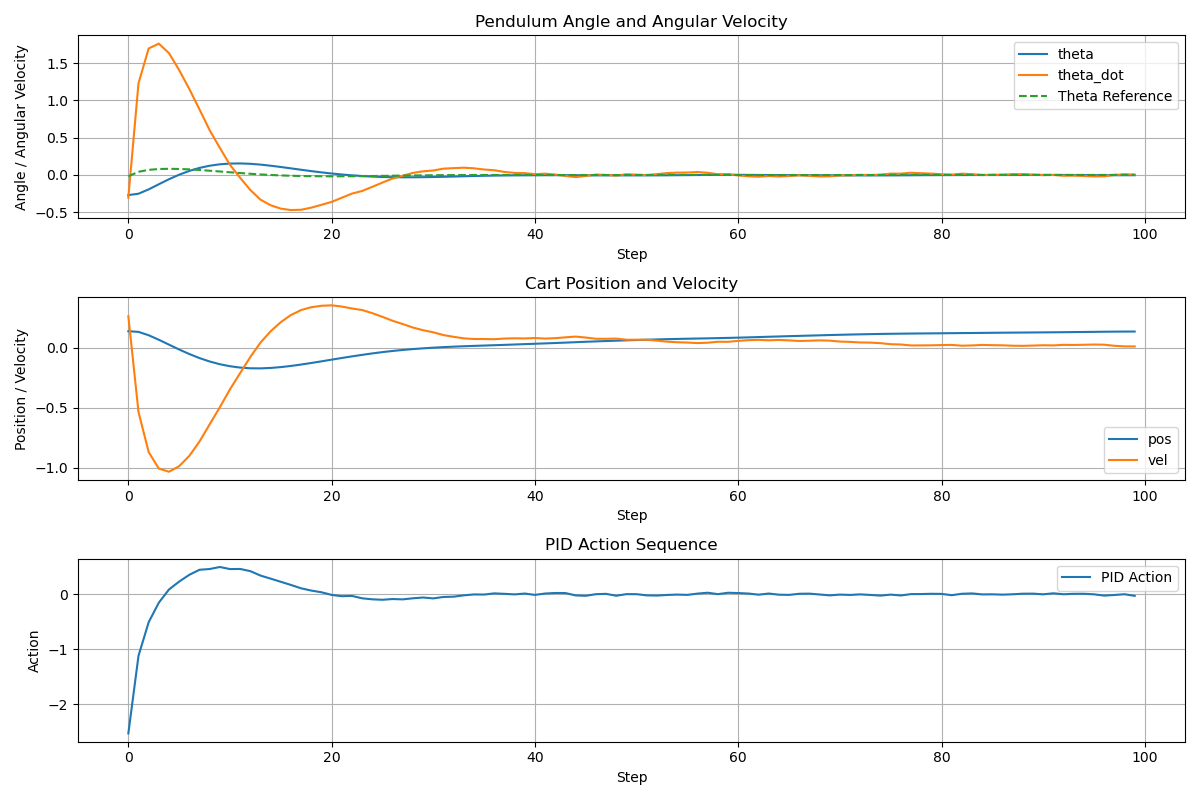 Pendulum Angle and Angular Velocity
Angle / Angular Velocity
1.5
1.0
0.5
0.0
−0.5
theta
theta_dot
Theta Reference
0 20 40 60 80 100
Step
Cart Position and Velocity
Position / Velocity
0.0
−0.5
−1.0
pos
vel
0 20 40 60 80 100
Step
PID Action Sequence
Action
0
−1
−2
PID Action
0 20 40 60 80 100
Step